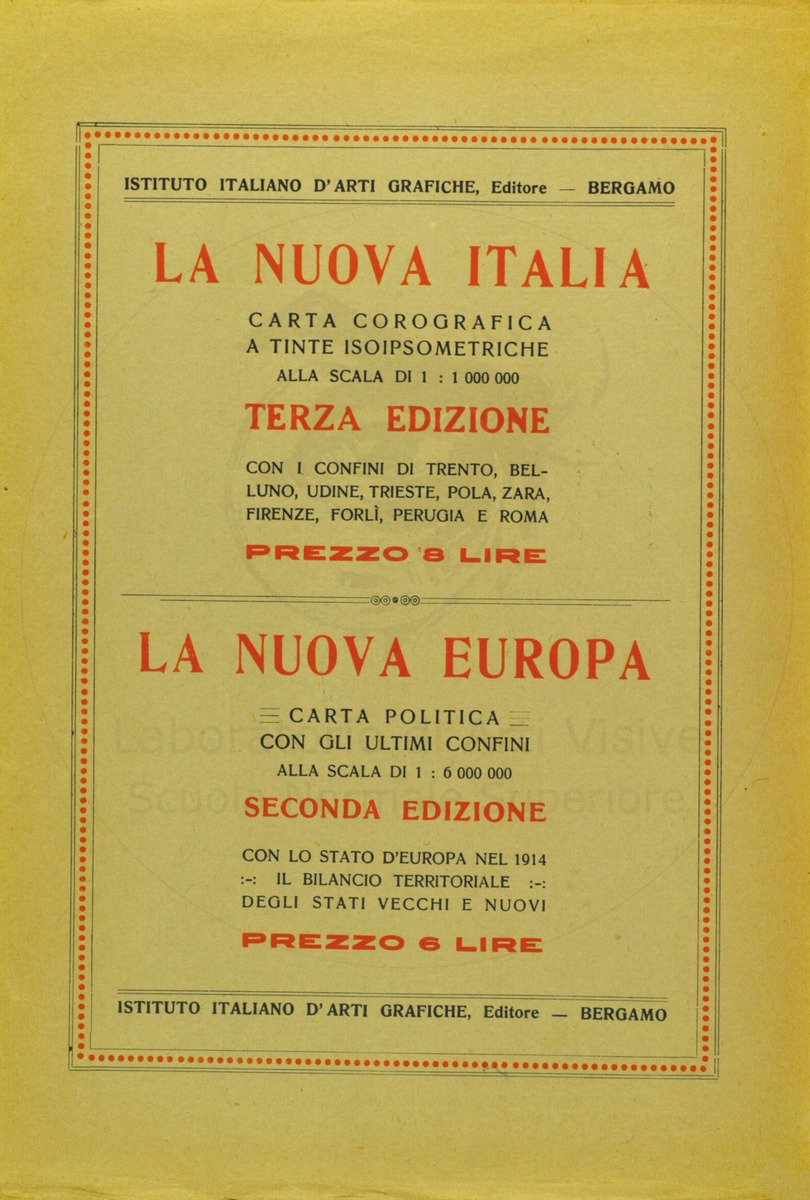 ISTITUTO ITALIANO D'ARTI GRAFICHE, Editore — BERGAMO
LA NUOVA ITALIA
CARTA COROGRAFICA
A TINTE ISOIPSOMETRICHE
ALLA SCALA DI 1 : 1 000 000
TERZA EDIZIONE
CON I CONFINI DI TRENTO, BEL-
LUNO, UDINE, TRIESTE, POLA, ZARA,
FIRENZE, FORLÌ, PERUGIA E ROMA
PREZZO 8 LIRE
LA NUOVA EUROPA
CARTA POLITICA
CON GLI ULTIMI CONFINI
ALLA SCALA DI 1 : 6 000 000
SECONDA EDIZIONE
CON LO STATO D'EUROPA NEL 1914
:-: IL BILANCIO TERRITORIALE :-:
DEGLI STATI VECCHI E NUOVI
PREZZO 6 LIRE
ISTITUTO ITALIANO D'ARTI GRAFICHE, Editore — BERGAMO